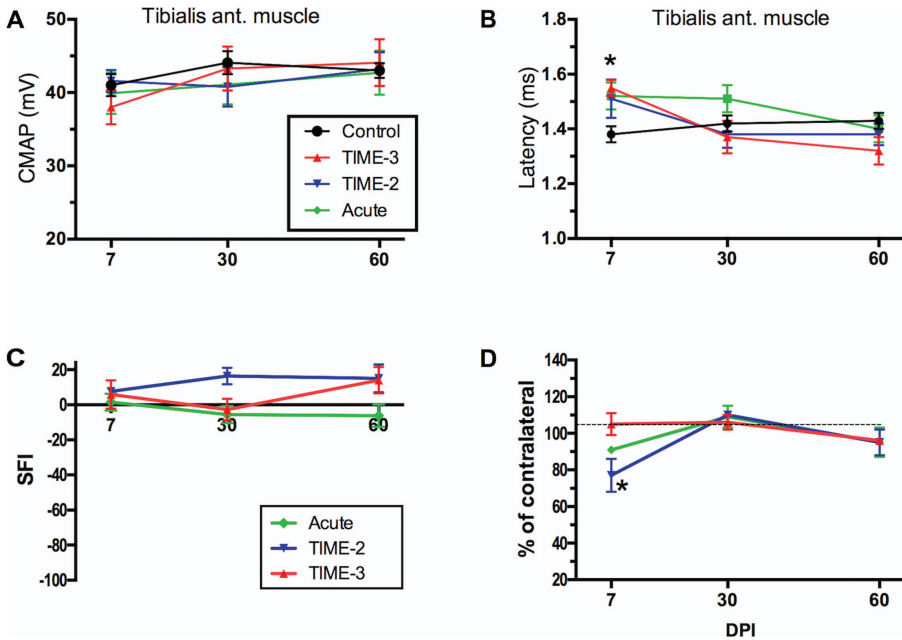 A
Tibialis ant. muscle
CMAP (mV)
50
40
30
20
7
30
60
Control
TIME-3
TIME-2
Acute
B
Tibialis ant. muscle
Latency (ms)
1.8
1.6
1.4
1.2
1.0
*
7
30
60
C
SFI
20
0
-20
-40
-60
-80
-100
7
30
60
Acute
TIME-2
TIME-3
D
% of contralateral
140
120
100
80
60
40
20
*
7
30
60
DPI